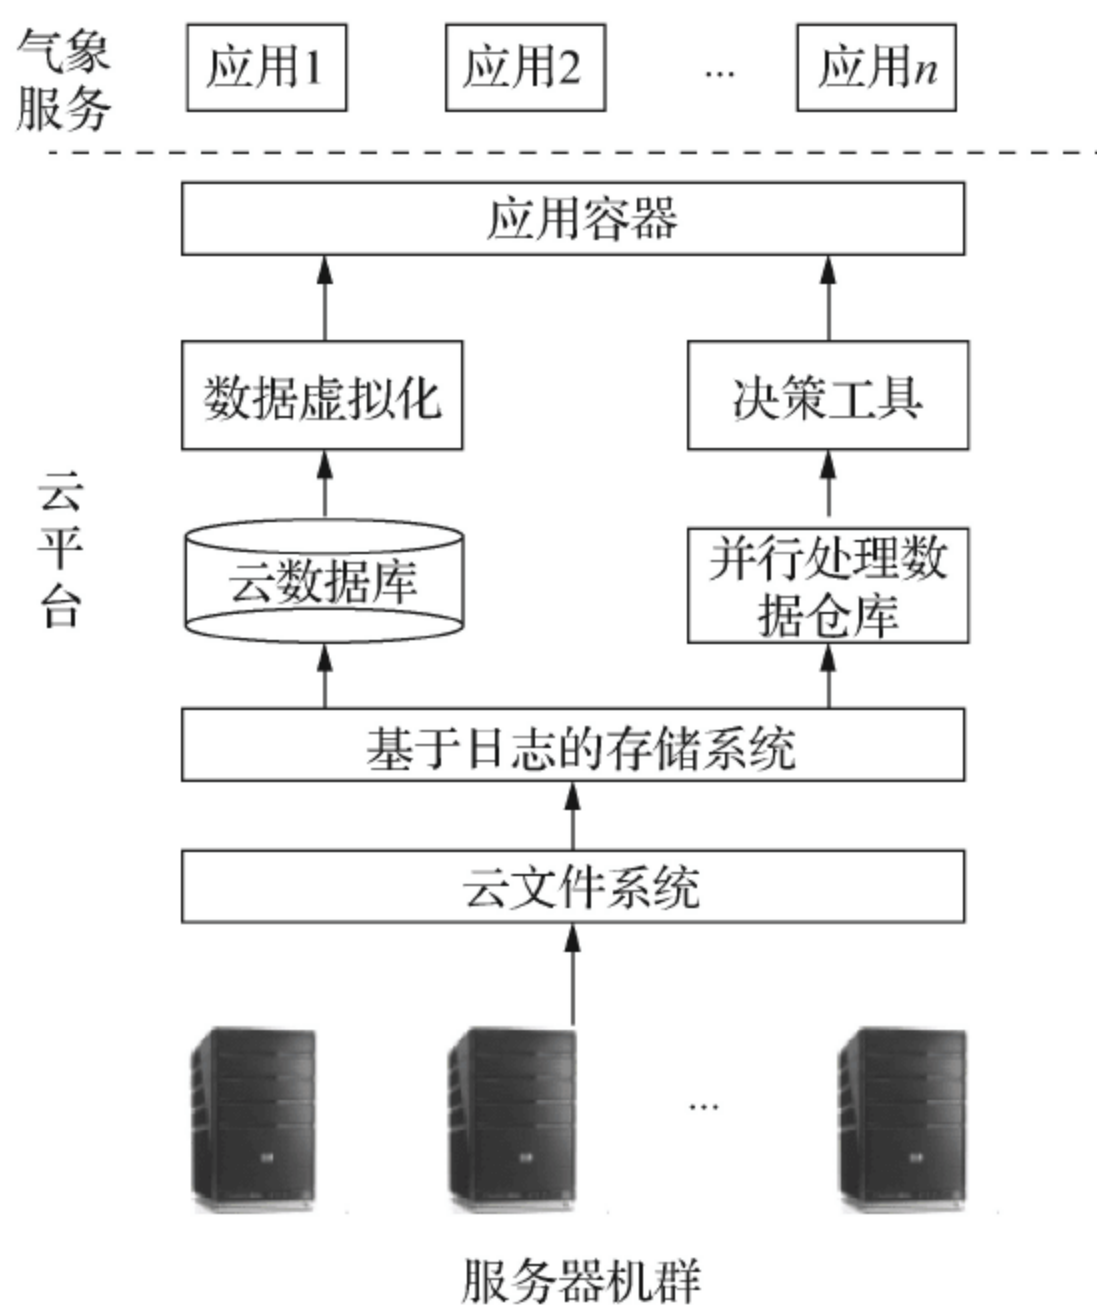 气象
服务
应用1
应用2
...
应用n
应用容器
数据虚拟化
决策工具
云
平
台
云数据库
并行处理数
据仓库
基于日志的存储系统
云文件系统
...
服务器机群